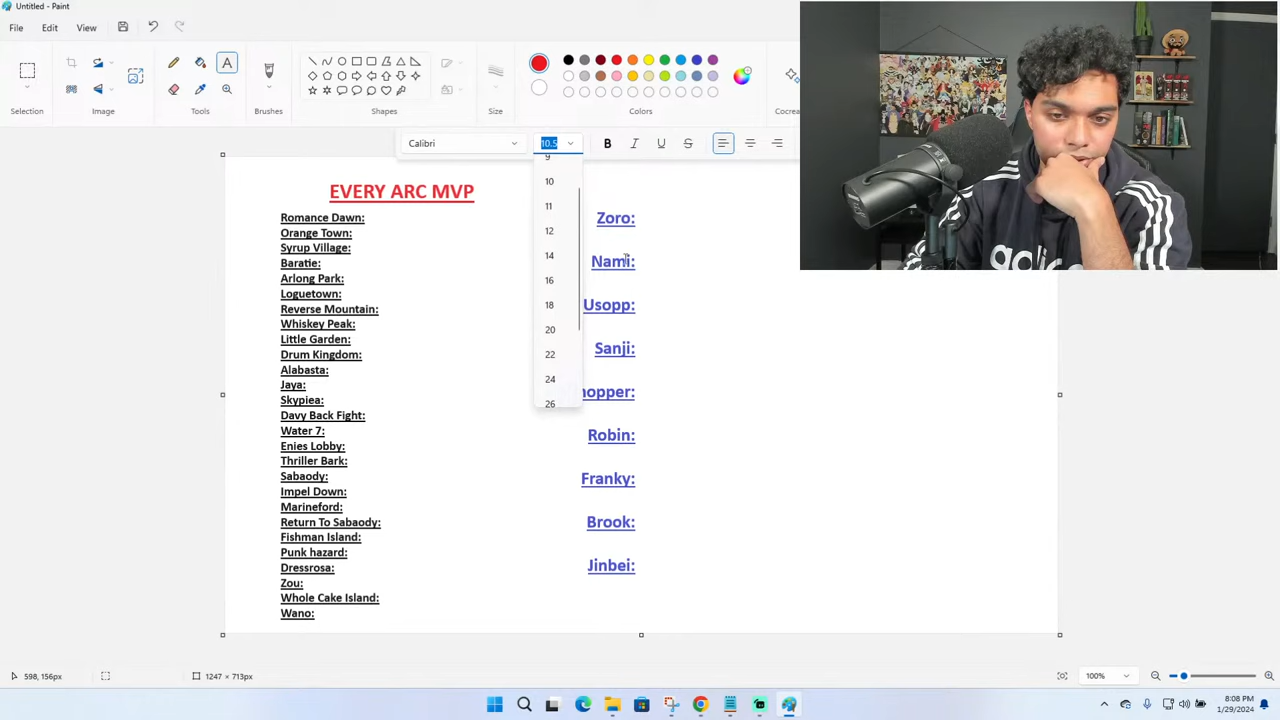 Untitled - Paint
File Edit View
Selection
Image
Tools
Brushes
Shapes
Size
Colors
Calibri
10.5
B
9
10
11
12
14
16
18
20
22
24
26
EVERY ARC MVP
Romance Dawn:
Orange Town:
Syrup Village:
Baratie:
Arlong Park:
Loguetown:
Reverse Mountain:
Whiskey Peak:
Little Garden:
Drum Kingdom:
Alabasta:
Jaya:
Skypiea:
Davy Back Fight:
Water 7:
Enies Lobby:
Thriller Bark:
Sabaody:
Impel Down:
Marineford:
Return To Sabaody:
Fishman Island:
Punk hazard:
Dressrosa:
Zou:
Whole Cake Island:
Wano:
Zoro:
Nami:
Usopp:
Sanji:
hopper:
Robin:
Franky:
Brook:
Jinbei:
598, 156px
1247 × 713px
100%
8:08 PM
1/29/2024